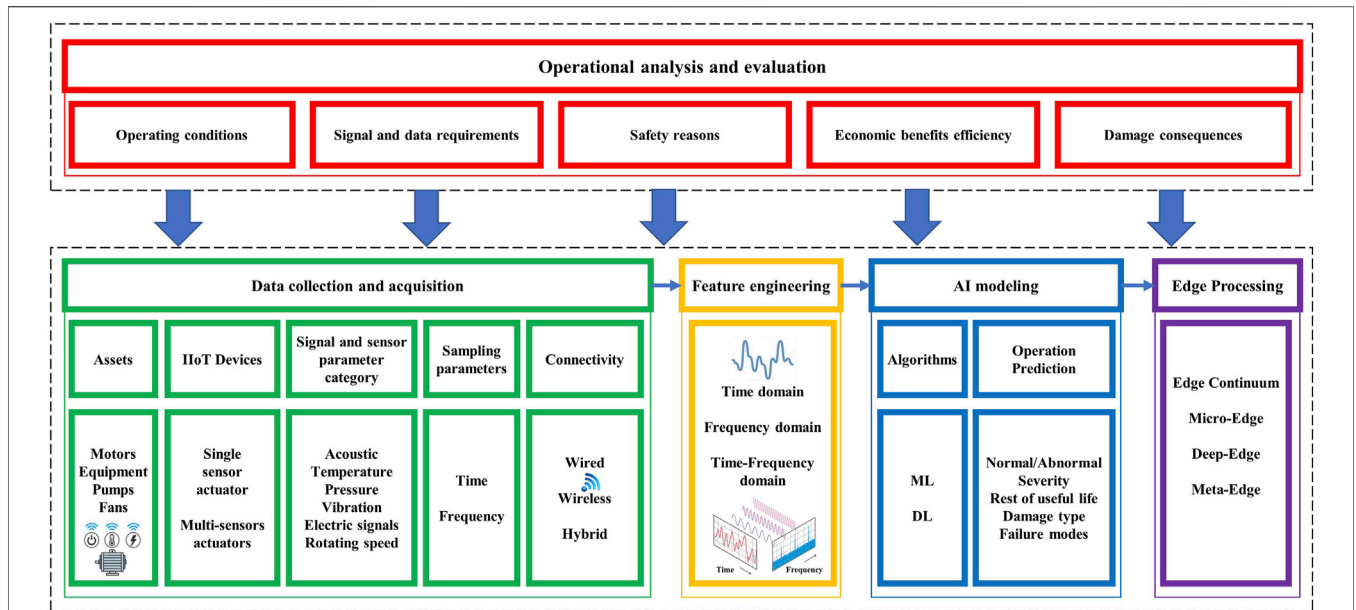 Operational analysis and evaluation
Operating conditions
Signal and data requirements
Safety reasons
Economic benefits efficiency
Damage consequences
Data collection and acquisition
Feature engineering
AI modeling
Edge Processing
Assets
IIoT Devices
Signal and sensor
parameter
category
Sampling
parameters
Connectivity
Motors
Equipment
Pumps
Fans
Single
sensor
actuator
Multi-sensors
actuators
Acoustic
Temperature
Pressure
Vibration
Electric signals
Rotating speed
Time
Frequency
Wired
Wireless
Hybrid
Time domain
Frequency domain
Time-Frequency
domain
Time
Frequency
Algorithms
Operation
Prediction
ML
DL
Normal/Abnormal
Severity
Rest of useful life
Damage type
Failure modes
Edge Continuum
Micro-Edge
Deep-Edge
Meta-Edge